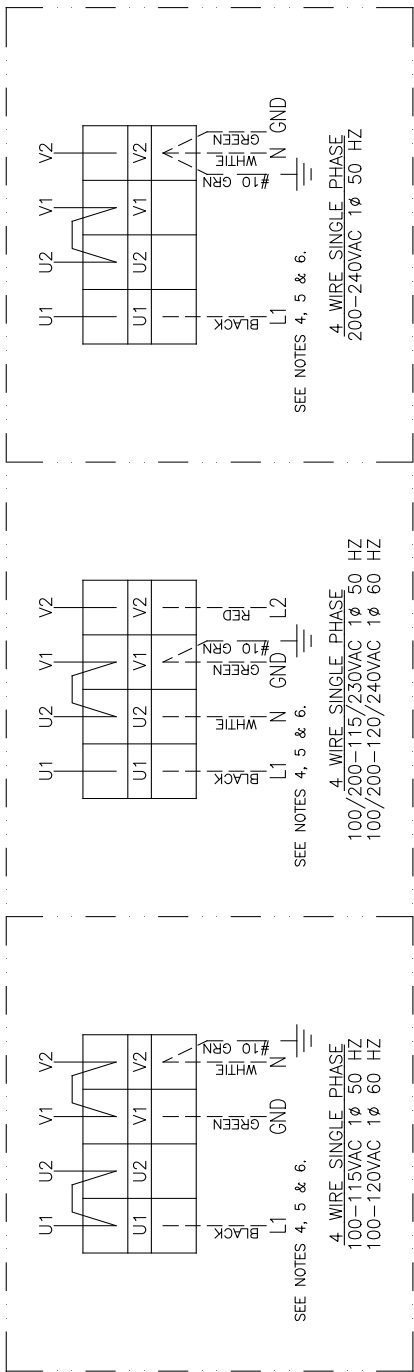 U1 U2 V1 V2
U1 U2 V1 V2
BLACK
GREEN
WHTIE
#10 GRN
L1 GND N
SEE NOTES 4, 5 & 6.
4 WIRE SINGLE PHASE
100-115VAC 1ø 50 HZ
100-120VAC 1ø 60 HZ
U1 U2 V1 V2
U1 U2 V1 V2
BLACK
WHTIE
GREEN
#10 GRN
RED
L1 N GND L2
SEE NOTES 4, 5 & 6.
4 WIRE SINGLE PHASE
100/200-115/230VAC 1ø 50 HZ
100/200-120/240VAC 1ø 60 HZ
U1 U2 V1 V2
U1 U2 V1 V2
BLACK
#10 GRN
WHTIE
GREEN
L1 N GND
SEE NOTES 4, 5 & 6.
4 WIRE SINGLE PHASE
200-240VAC 1ø 50 HZ